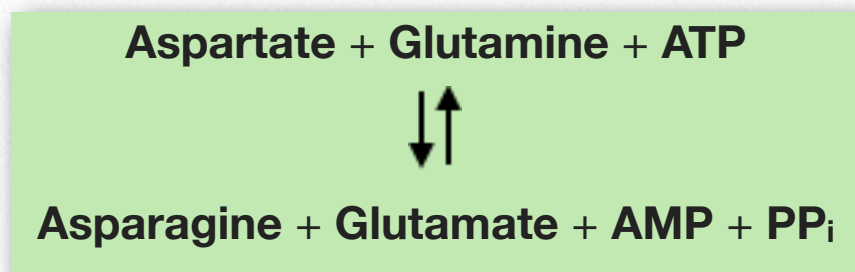 Aspartate + Glutamine + ATP
Asparagine + Glutamate + AMP + PPi